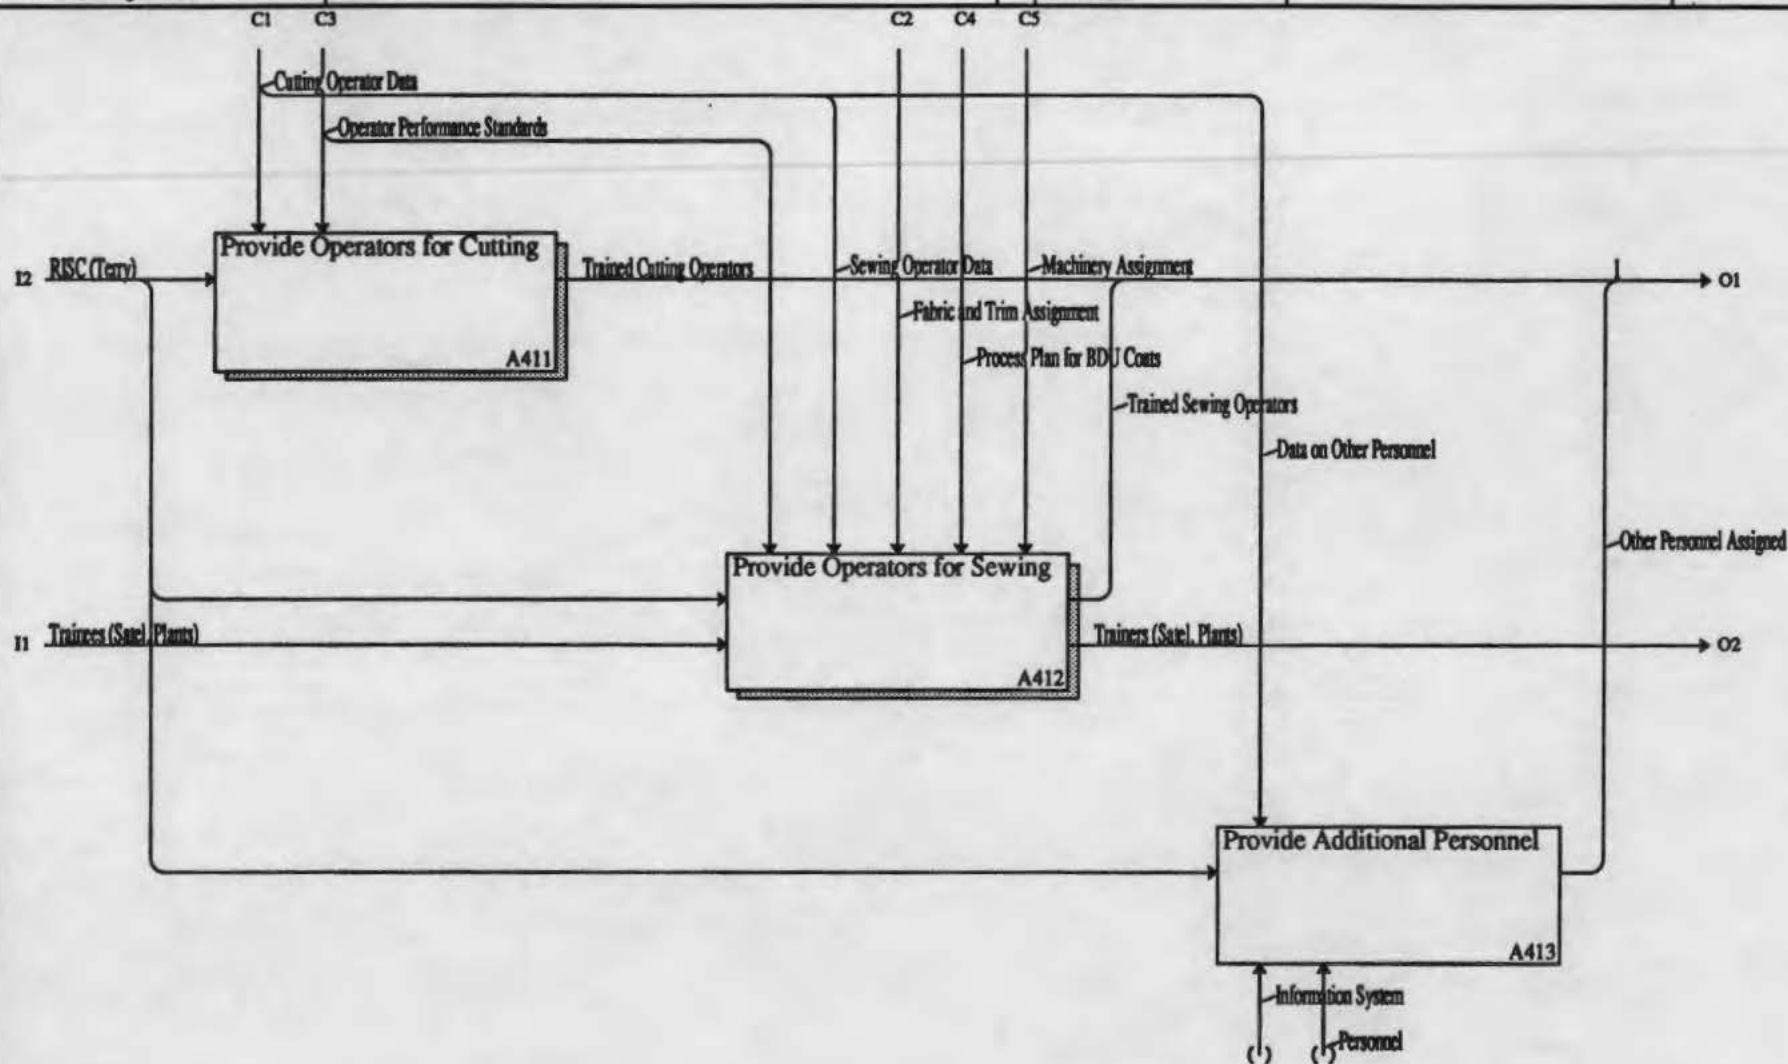 C1
C3
C2
C4
C5
Cutting Operator Data
Operator Performance Standards
Provide Operators for Cutting
A411
I2
RISC (Terry)
Trained Cutting Operators
Sewing Operator Data
Machinery Assignment
O1
Fabric and Trim Assignment
Process Plan for BDU Coats
Trained Sewing Operators
Data on Other Personnel
Other Personnel Assigned
Provide Operators for Sewing
A412
I1
Trainees (Satel. Plants)
Trainers (Satel. Plants)
O2
Provide Additional Personnel
A413
Information System
Personnel